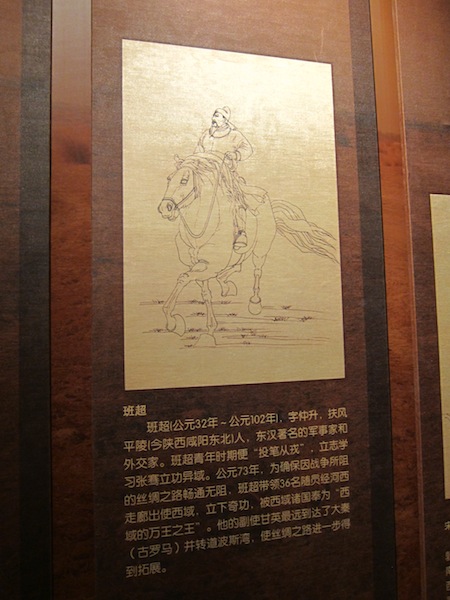 班超
班超(公元32年－公元102年)，字仲升，扶风
平陵(今陕西咸阳东北)人，东汉著名的军事家和
外交家。班超青年时期便“投笔从戎”，立志学
习张骞立功异域。公元73年，为确保因战争所阻
的丝绸之路畅通无阻，班超带领36名随员经河西
走廊出使西域，立下奇功，被西域诸国奉为“西
域的万王之王”。他的副使甘英最远到达了大秦
（古罗马）并转道波斯湾，使丝绸之路进一步得
到拓展。